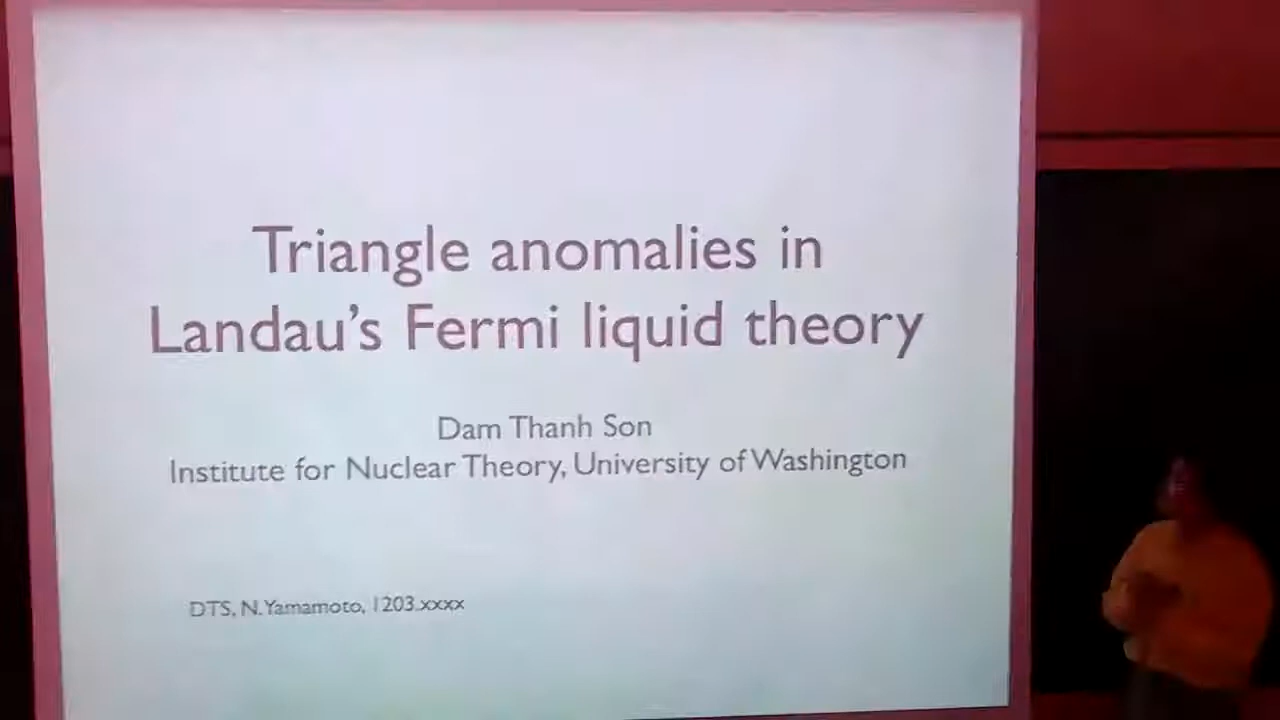 Triangle anomalies in
Landau's Fermi liquid theory
Dam Thanh Son
Institute for Nuclear Theory, University of Washington
DTS, N.Yamamoto, 1203.xxxx